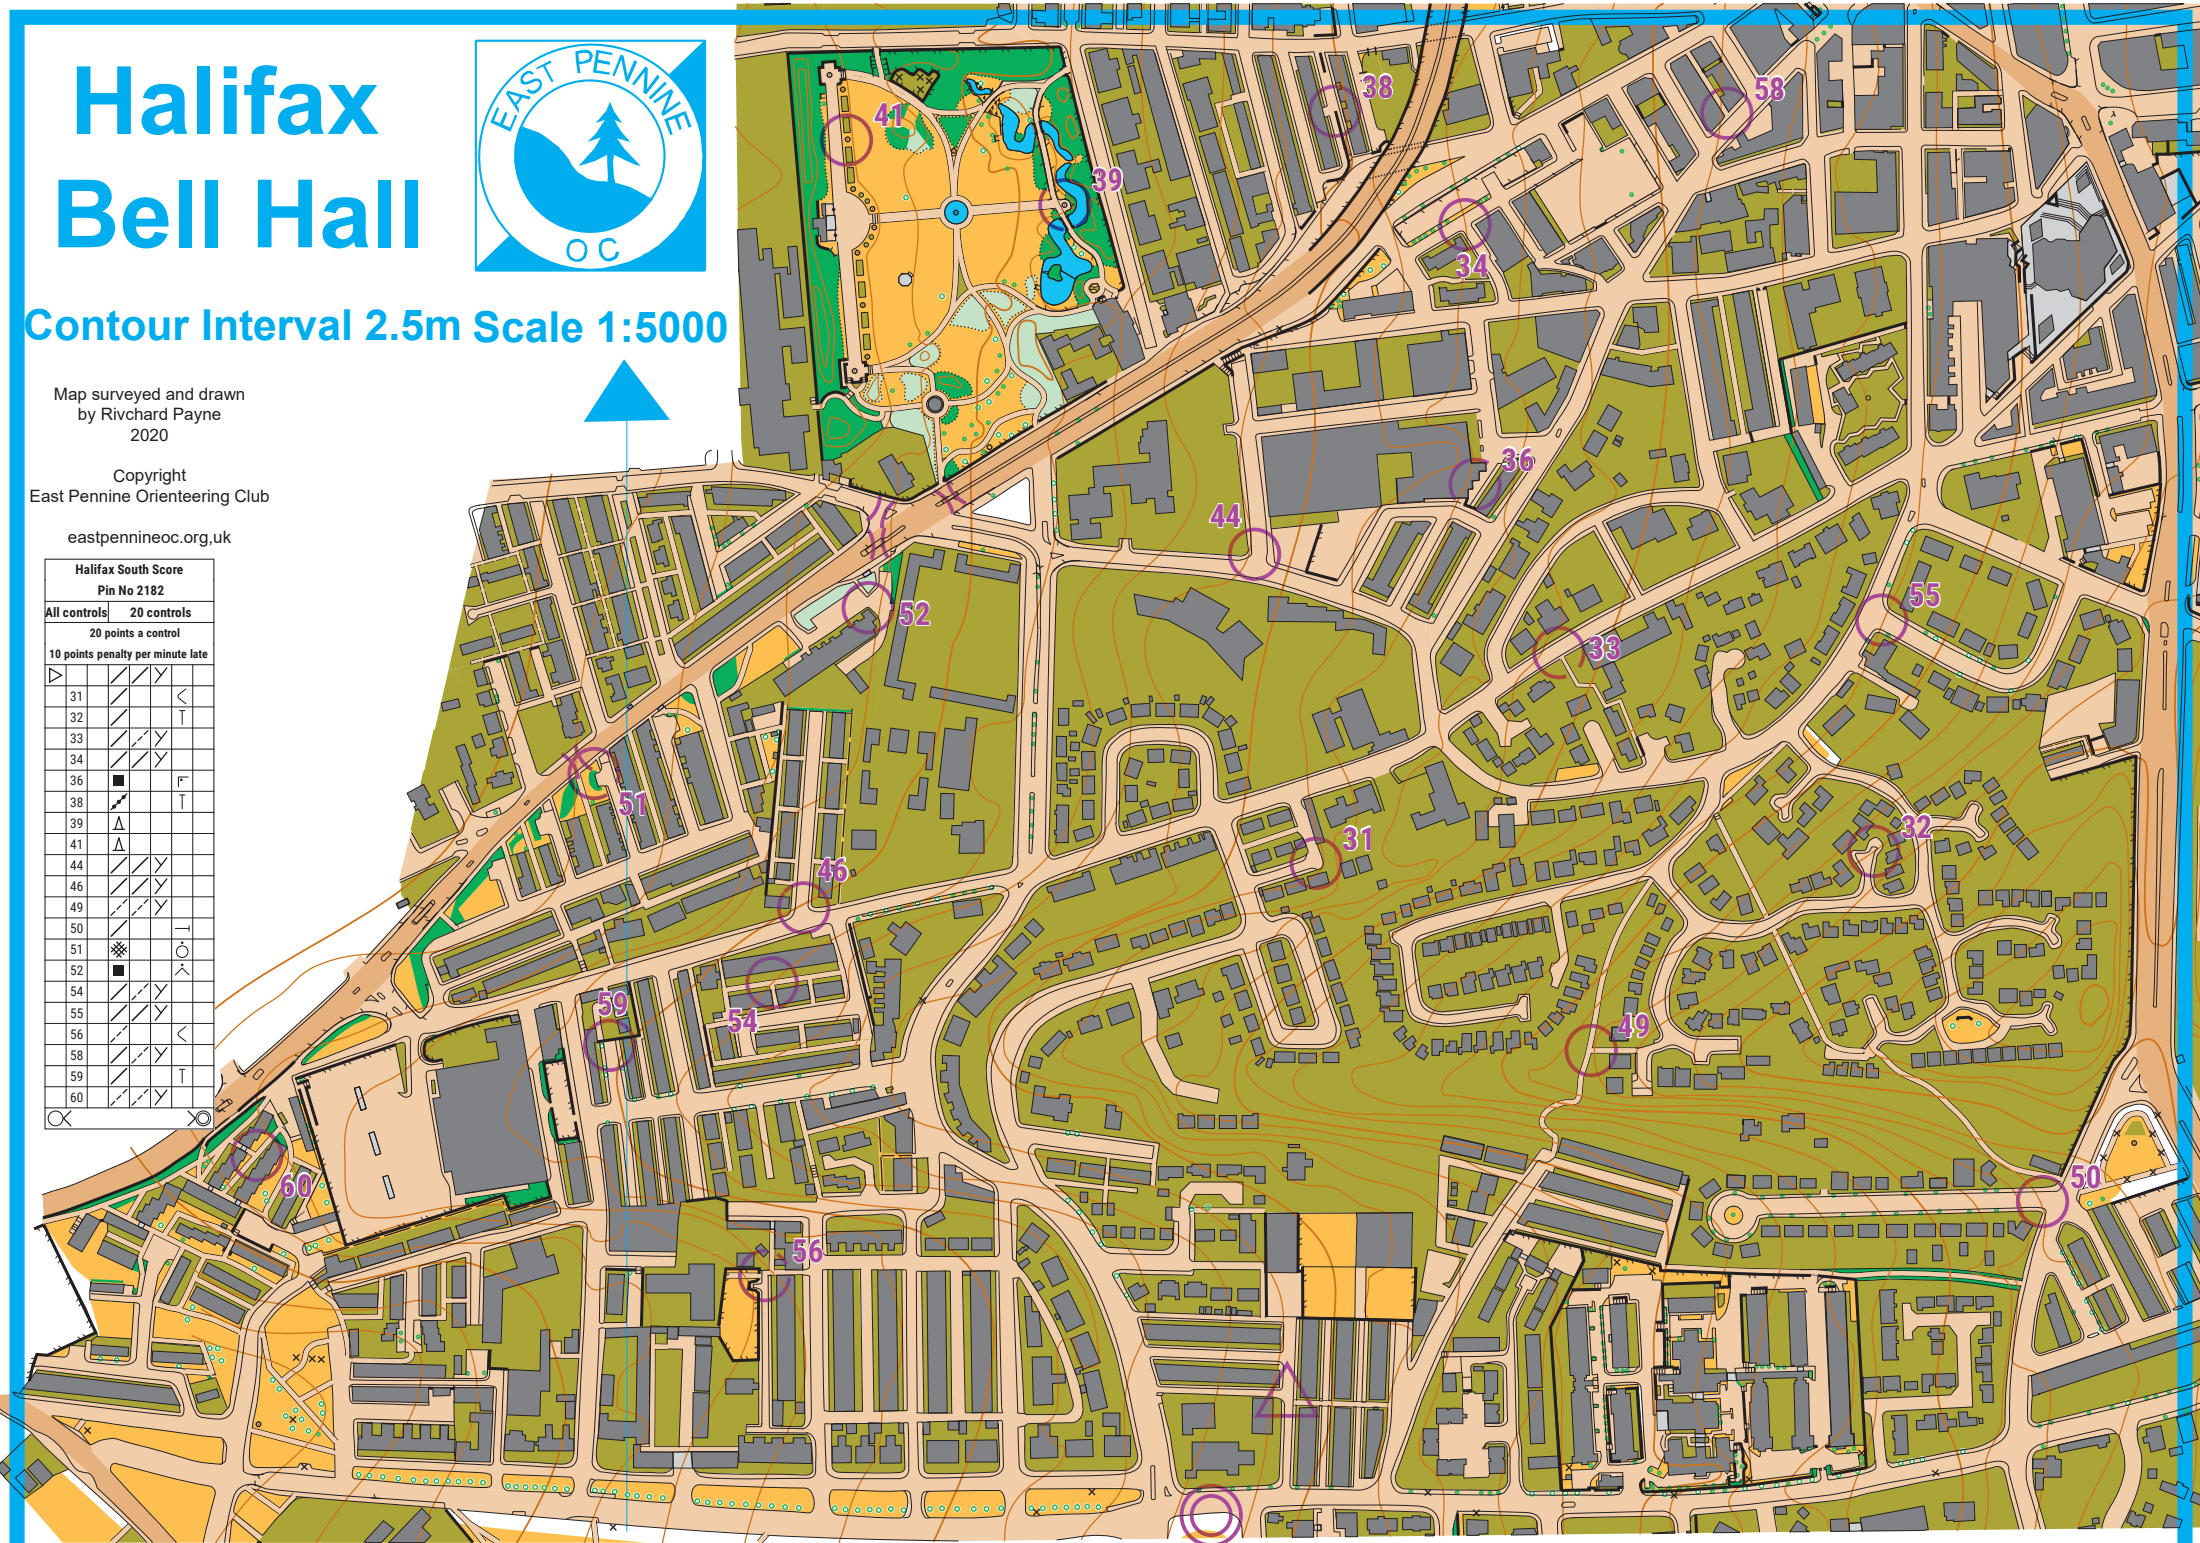 Halifax
Bell Hall
EAST PENNINE
OC
Contour Interval 2.5m Scale 1:5000
Map surveyed and drawn
by Rivchard Payne
2020
Copyright
East Pennine Orienteering Club
eastpennineoc.org,uk
Halifax South Score
Pin No 2182
All controls 20 controls
20 points a control
10 points penalty per minute late
31
32
33
34
36
38
39
41
44
46
49
50
51
52
54
55
56
58
59
60
38
58
41
39
34
36
44
55
52
33
51
32
31
46
59
54
49
50
60
56